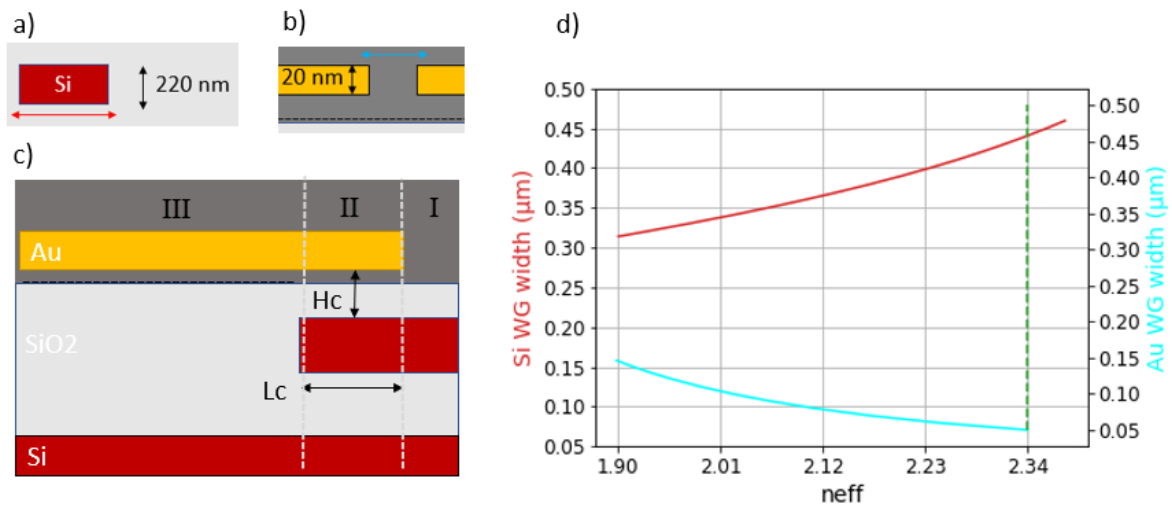 a)
Si
220 nm
b)
20 nm
c)
III
II
I
Au
Hc
SiO2
Lc
Si
d)
Si WG width (μm)
0.50
0.45
0.40
0.35
0.30
0.25
0.20
0.15
0.10
0.05
1.90
2.01
2.12
2.23
2.34
neff
0.50
0.45
0.40
0.35
0.30
0.25
0.20
0.15
0.10
0.05
Au WG width (μm)